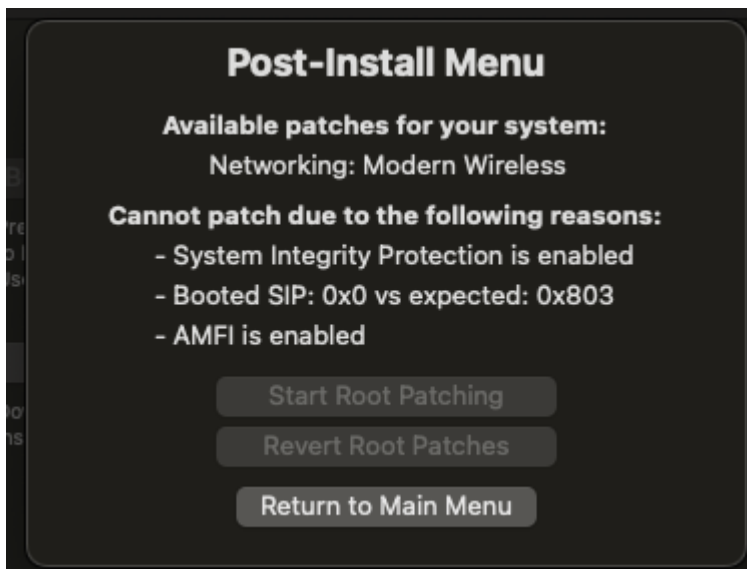 Post-Install Menu
Available patches for your system:
Networking: Modern Wireless
Cannot patch due to the following reasons:
- System Integrity Protection is enabled
- Booted SIP: 0x0 vs expected: 0x803
- AMFI is enabled
Start Root Patching
Revert Root Patches
Return to Main Menu